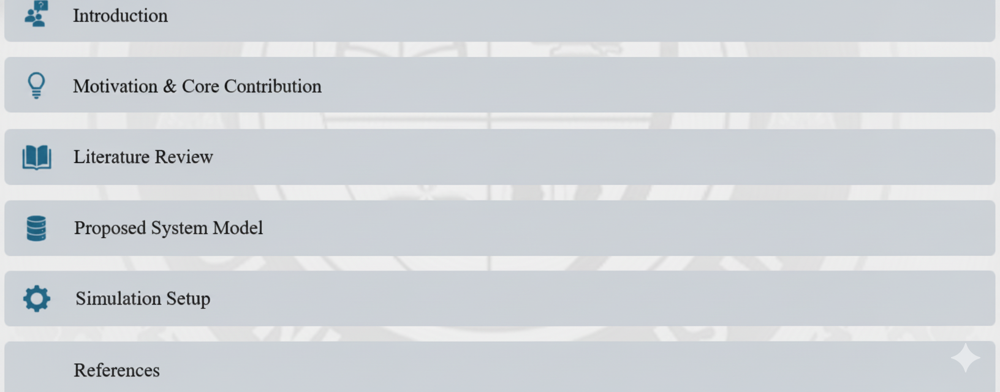 Introduction
Motivation & Core Contribution
Literature Review
Proposed System Model
Simulation Setup
References